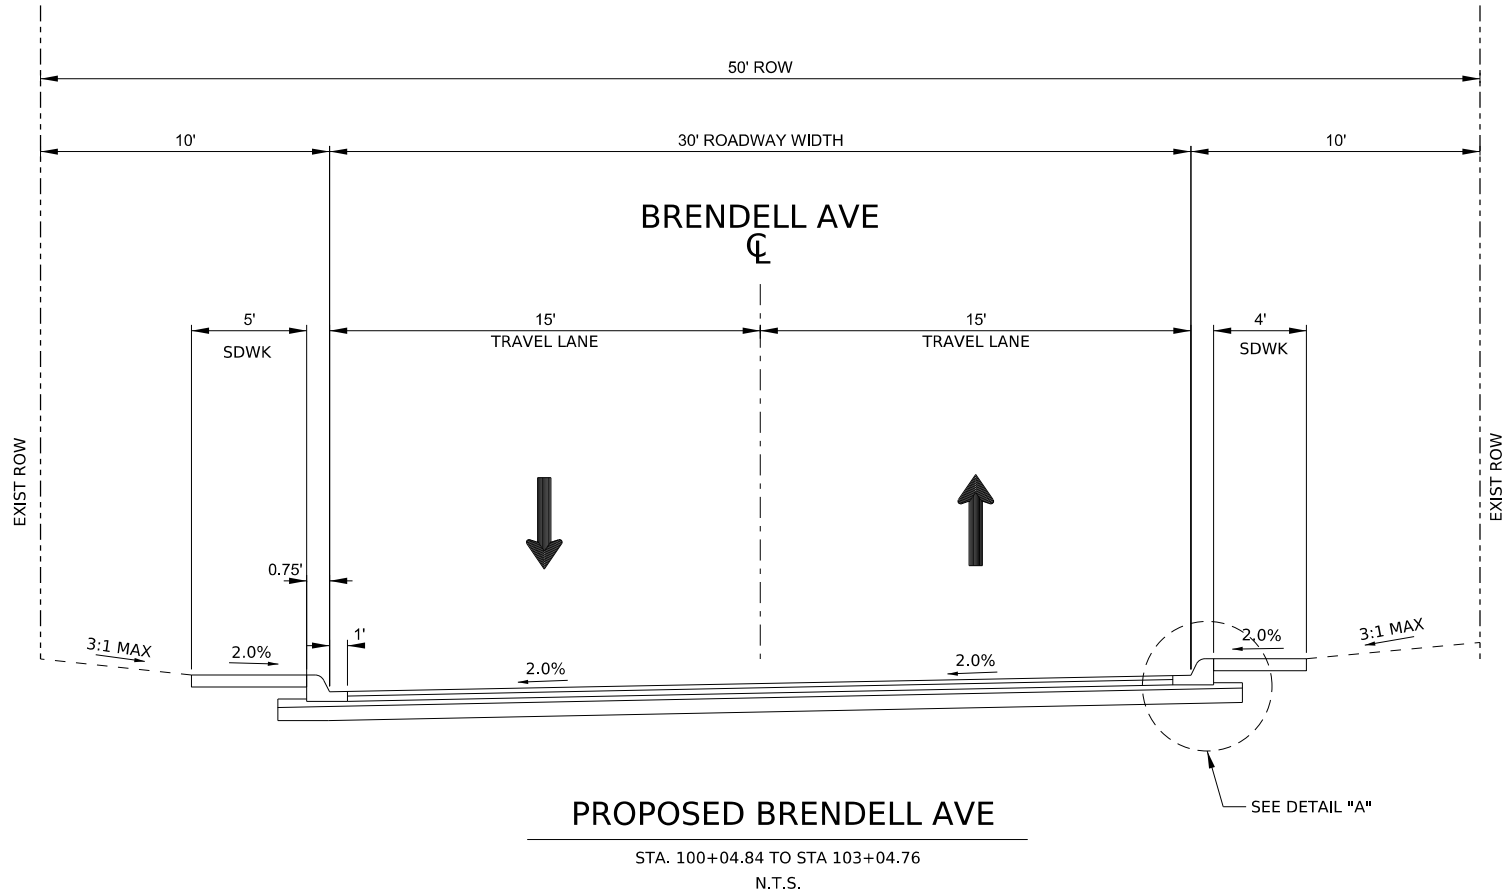 50' ROW
10'
30' ROADWAY WIDTH
10'
BRENDELL AVE
℄
5'
SDWK
15'
TRAVEL LANE
15'
TRAVEL LANE
4'
SDWK
EXIST ROW
EXIST ROW
0.75'
1'
3:1 MAX
2.0%
2.0%
2.0%
2.0%
3:1 MAX
SEE DETAIL "A"
PROPOSED BRENDELL AVE
STA. 100+04.84 TO STA 103+04.76
N.T.S.